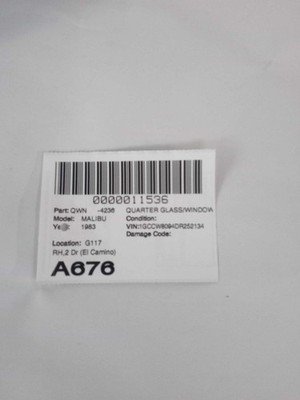 0000011536
Part: QWN -4236 QUARTER GLASS/WINDOW
Model: MALIBU Condition:
1983 VIN:1GCCW8094DR252134
Damage Code:
Location: G117
RH,2 Dr (El Camino)
A676